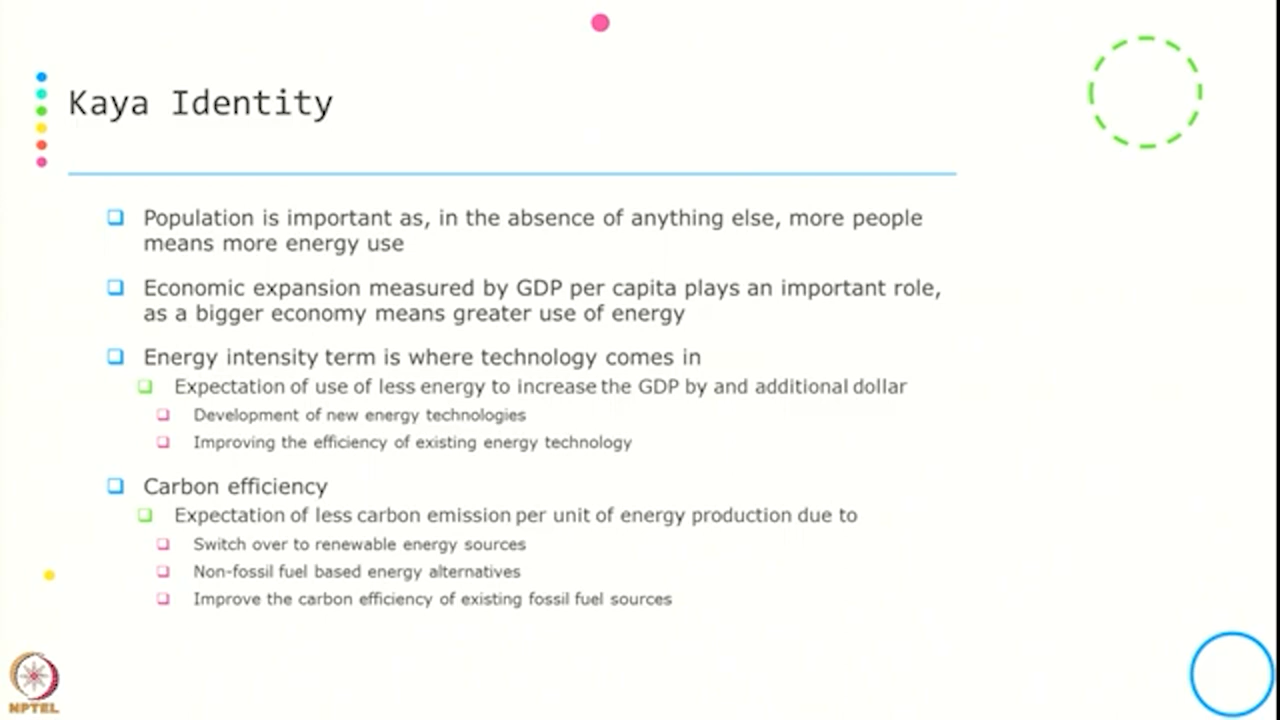 Kaya Identity
Population is important as, in the absence of anything else, more people
means more energy use
Economic expansion measured by GDP per capita plays an important role,
as a bigger economy means greater use of energy
Energy intensity term is where technology comes in
Expectation of use of less energy to increase the GDP by and additional dollar
Development of new energy technologies
Improving the efficiency of existing energy technology
Carbon efficiency
Expectation of less carbon emission per unit of energy production due to
Switch over to renewable energy sources
Non-fossil fuel based energy alternatives
Improve the carbon efficiency of existing fossil fuel sources
NPTEL